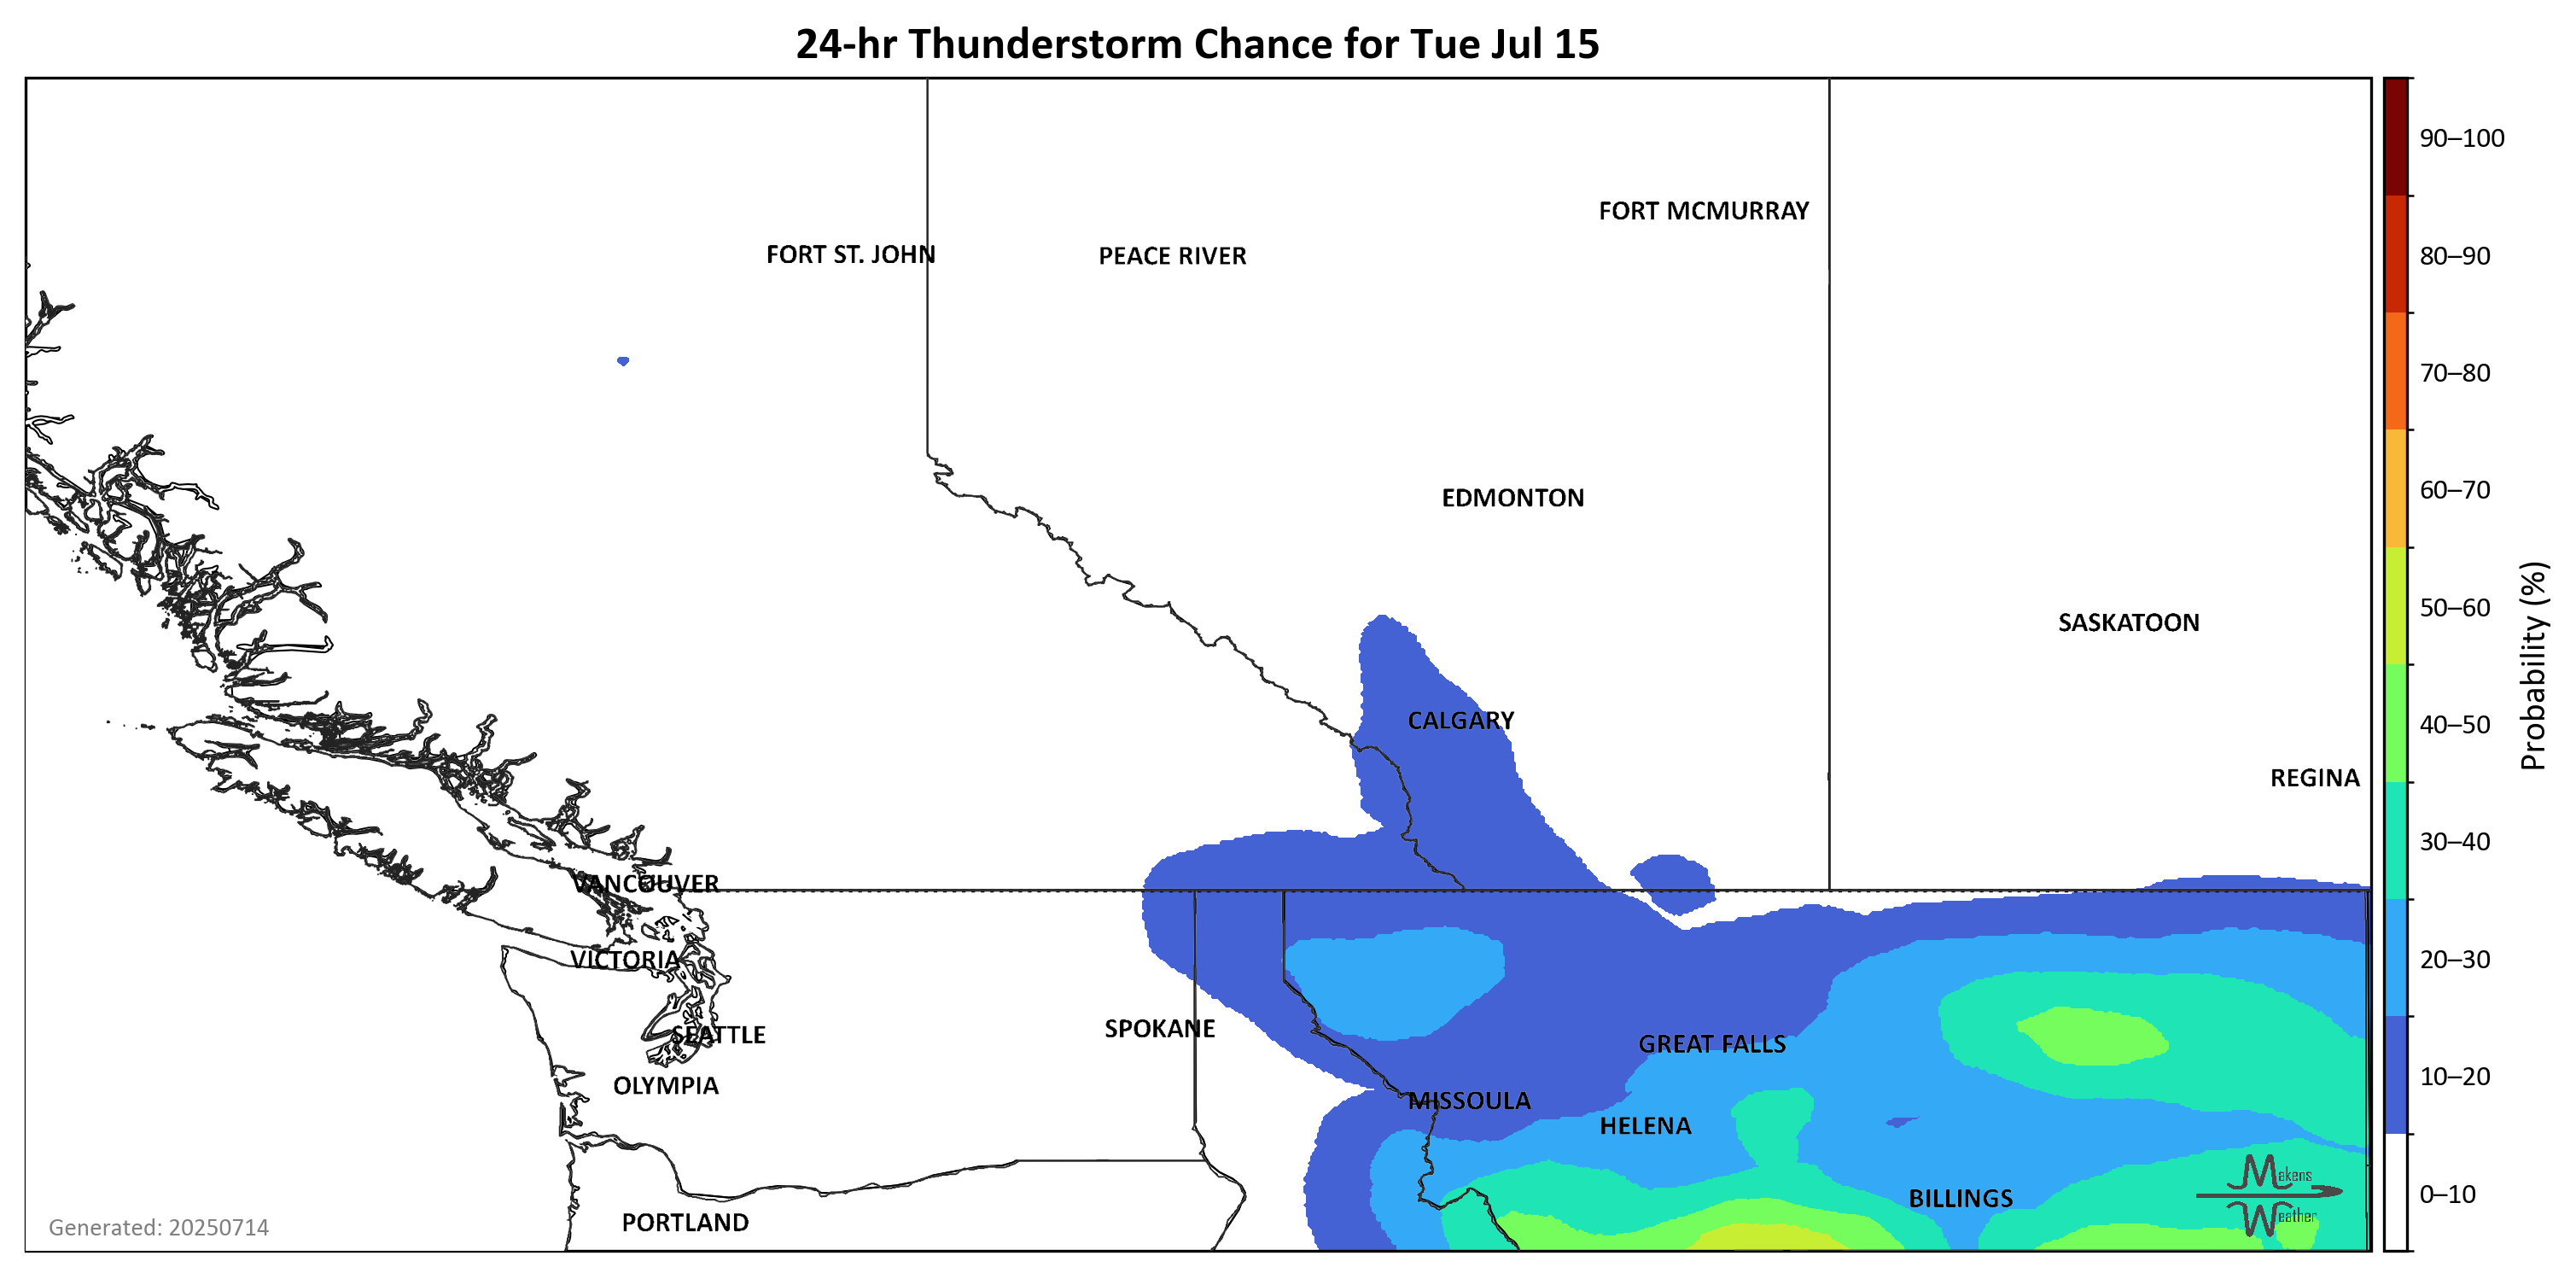 24-hr Thunderstorm Chance for Tue Jul 15
90–100
FORT MCMURRAY
FORT ST. JOHN
PEACE RIVER
80–90
70–80
60–70
EDMONTON
50–60
SASKATOON
Probability (%)
CALGARY
40–50
REGINA
30–40
VANCOUVER
VICTORIA
20–30
SPOKANE
SEATTLE
GREAT FALLS
OLYMPIA
10–20
MISSOULA
HELENA
Makens
Weather
0–10
BILLINGS
PORTLAND
Generated: 20250714